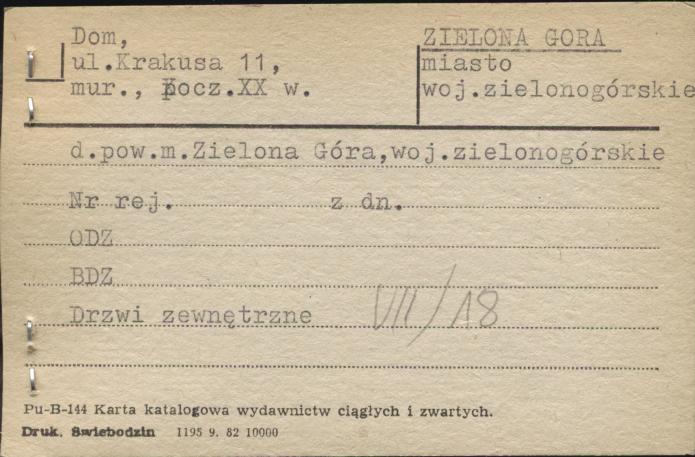 Dom,
ul.Krakusa 11,
mur., pocz.XX w.
ZIELONA GORA
miasto
woj.zielonogórskie
d.pow.m.Zielona Góra,woj.zielonogórskie
Nr rej. z dn.
ODZ
BDZ
Drzwi zewnętrzne VII/18
Pu-B-144 Karta katalogowa wydawnictw ciągłych i zwartych.
Druk. Swiebodzin 1195 9. 82 10000